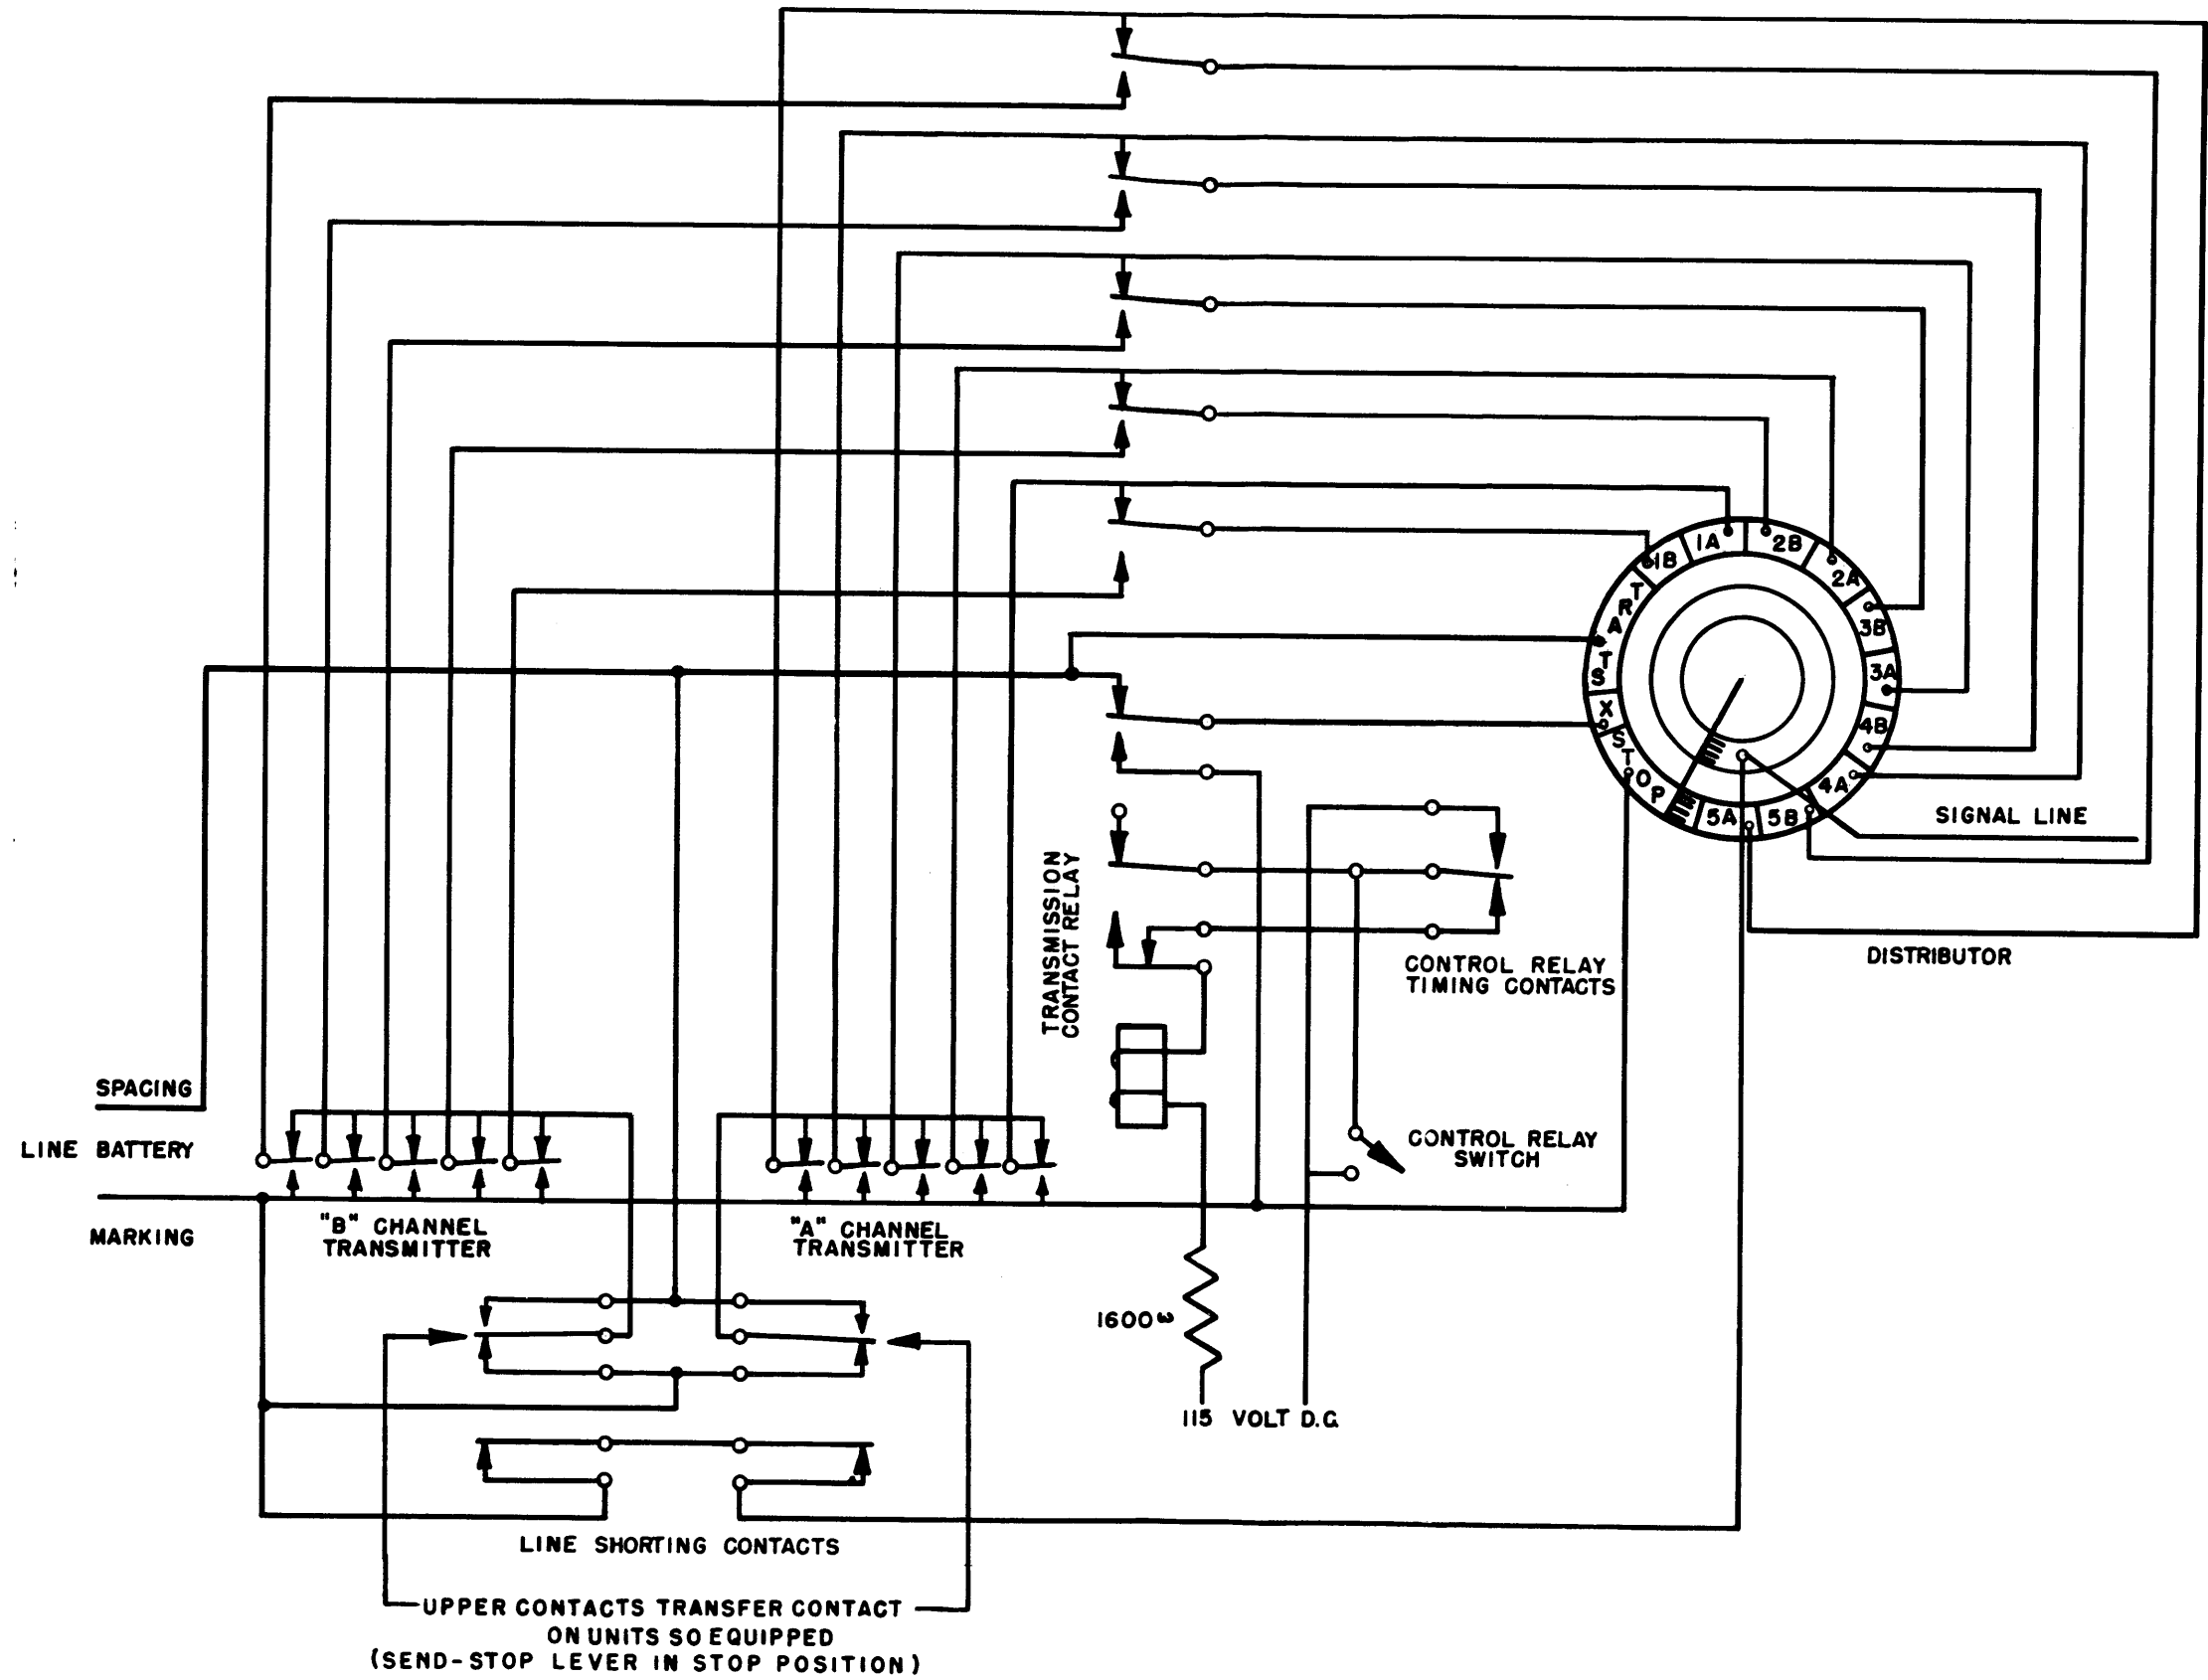 1B
1A
2B
2A
3B
3A
4B
4A
5B
5A
START
X
STOP
SIGNAL LINE
DISTRIBUTOR
TRANSMISSION
CONTACT RELAY
CONTROL RELAY
TIMING CONTACTS
SPACING
LINE BATTERY
MARKING
CONTROL RELAY
SWITCH
"B" CHANNEL
TRANSMITTER
"A" CHANNEL
TRANSMITTER
1600 ω
115 VOLT D.C.
LINE SHORTING CONTACTS
UPPER CONTACTS TRANSFER CONTACT
ON UNITS SO EQUIPPED
(SEND-STOP LEVER IN STOP POSITION)